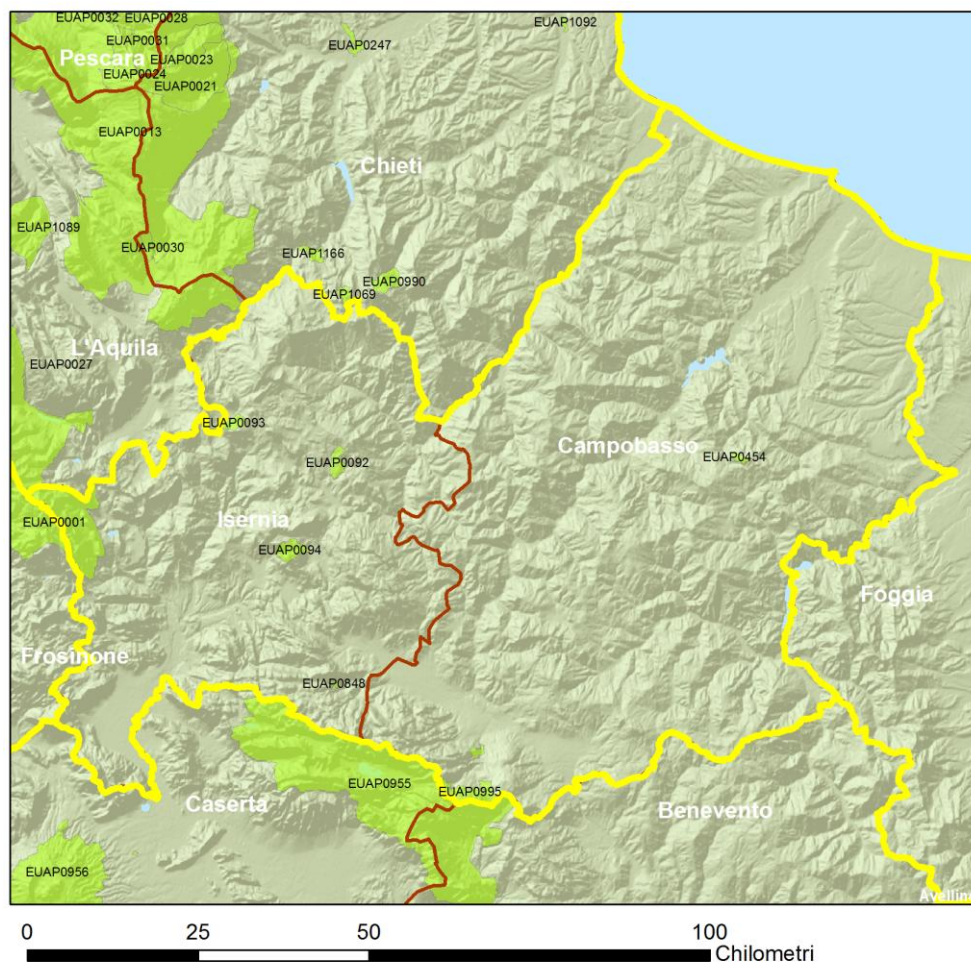 EUAP0032 EUAP0028
EUAP1092
EUAP0031
EUAP0247
Pescara
EUAP0023
EUAP0024
EUAP0021
EUAP0013
Chieti
EUAP1089
EUAP0030
EUAP1166
EUAP0990
EUAP1069
L'Aquila
EUAP0027
EUAP0093
Campobasso
EUAP0454
EUAP0092
EUAP0001
Isernia
EUAP0094
Foggia
Frosinone
EUAP0848
EUAP0955
EUAP0995
Caserta
Benevento
EUAP0956
Avellino
0 25 50 100
Chilometri